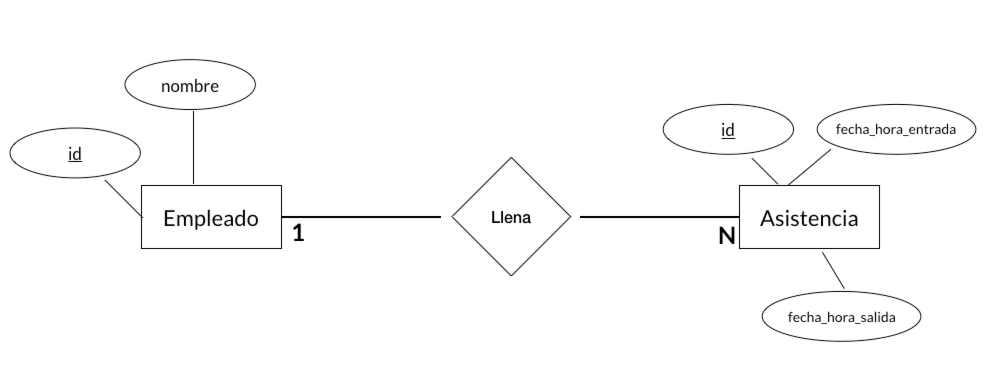 nombre
id
Empleado
1
Llena
N
id
fecha_hora_entrada
Asistencia
fecha_hora_salida